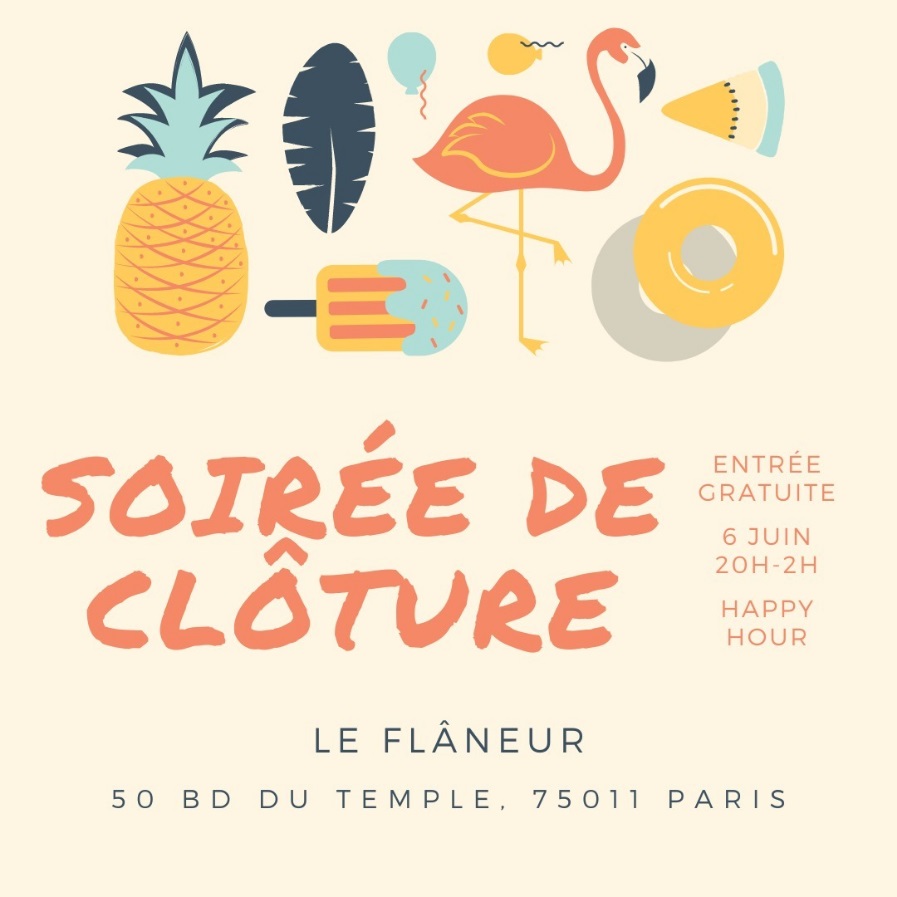 SOIRÉE DE
CLÔTURE
ENTRÉE
GRATUITE
6 JUIN
20H-2H
HAPPY
HOUR
LE FLÂNEUR
50 BD DU TEMPLE, 75011 PARIS